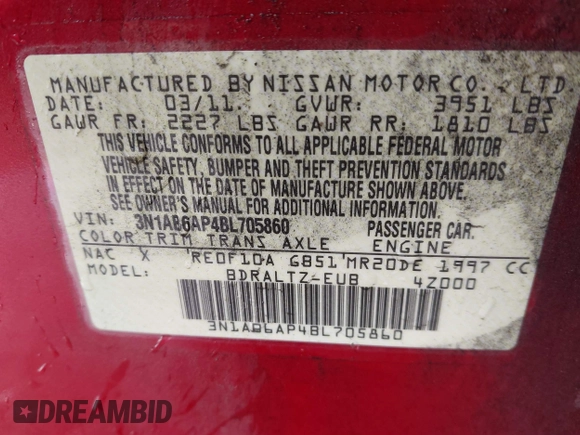 MANUFACTURED BY NISSAN MOTOR CO., LTD.
DATE: 03/11 GVWR: 3951 LBS
GAWR FR: 2227 LBS GAWR RR: 1810 LBS
THIS VEHICLE CONFORMS TO ALL APPLICABLE FEDERAL MOTOR
VEHICLE SAFETY, BUMPER AND THEFT PREVENTION STANDARDS
IN EFFECT ON THE DATE OF MANUFACTURE SHOWN ABOVE.
SEE OWNER'S MANUAL FOR ADDITIONAL INFORMATION.
VIN: 3N1AB6AP4BL705860 PASSENGER CAR.
COLOR TRIM TRANS AXLE ENGINE
NAC X RE0F10A GB51 MR20DE 1997 CC
MODEL: BDRALTZ-EUB 4Z000
3N1AB6AP4BL705860
DREAMBID